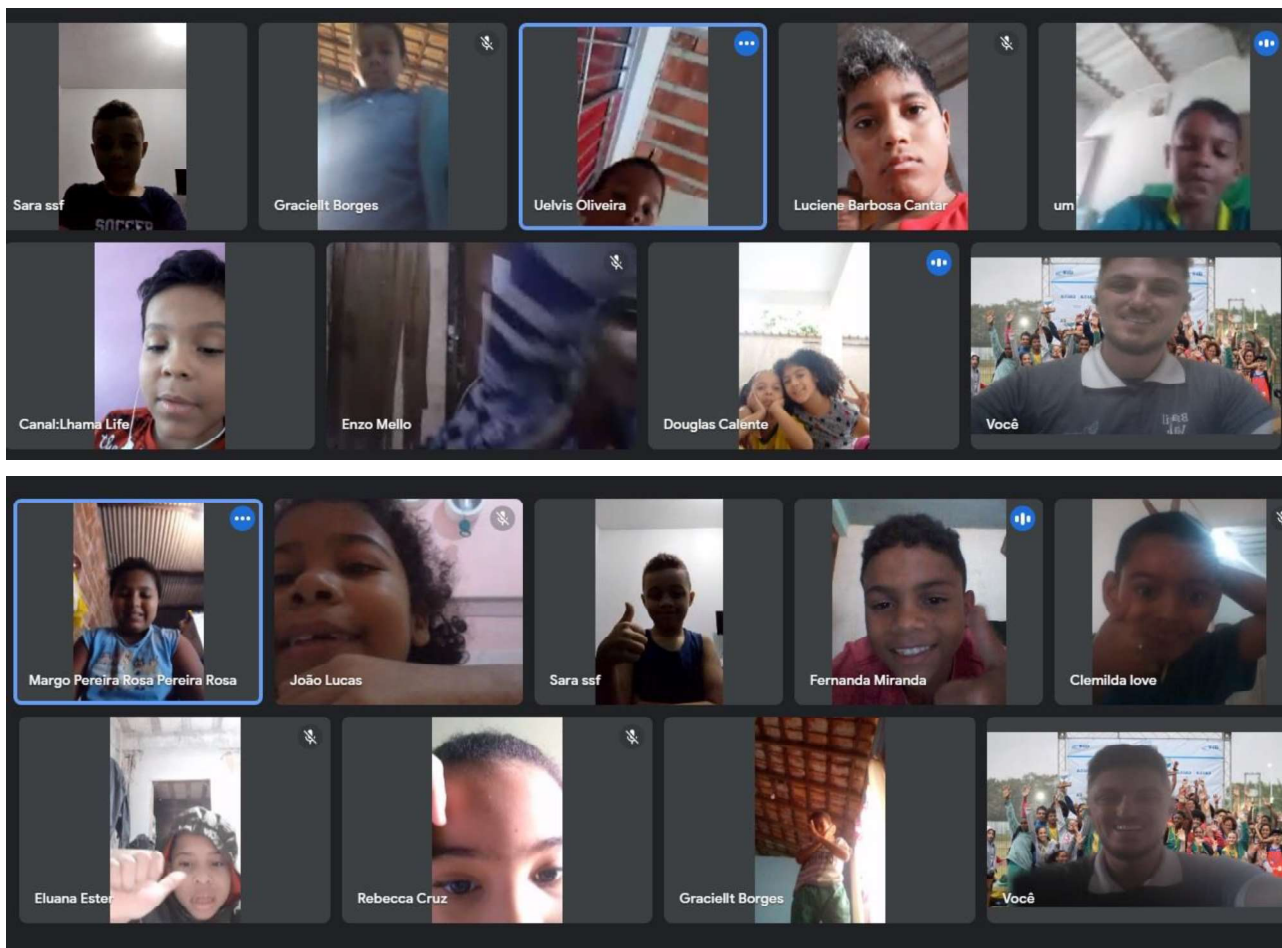 Sara ssf
Graciellt Borges
Uelvis Oliveira
Luciene Barbosa Cantar
um
SOCCER
Canal:Lhama Life
Enzo Mello
Douglas Calente
Você
Margo Pereira Rosa Pereira Rosa
João Lucas
Sara ssf
Fernanda Miranda
Clemilda love
Eluana Ester
Rebecca Cruz
Graciellt Borges
Você